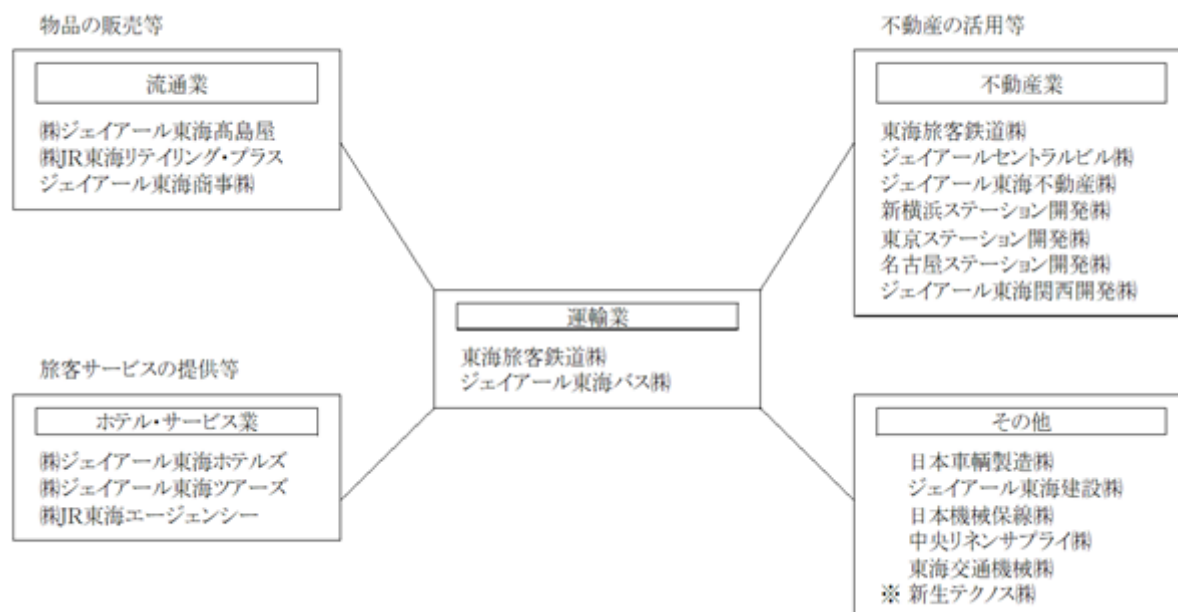 物品の販売等
流通業
㈱ジェイアール東海髙島屋
㈱JR東海リテイリング・プラス
ジェイアール東海商事㈱
旅客サービスの提供等
ホテル・サービス業
㈱ジェイアール東海ホテルズ
㈱ジェイアール東海ツアーズ
㈱JR東海エージェンシー
運輸業
東海旅客鉄道㈱
ジェイアール東海バス㈱
不動産の活用等
不動産業
東海旅客鉄道㈱
ジェイアールセントラルビル㈱
ジェイアール東海不動産㈱
新横浜ステーション開発㈱
東京ステーション開発㈱
名古屋ステーション開発㈱
ジェイアール東海関西開発㈱
その他
日本車輌製造㈱
ジェイアール東海建設㈱
日本機械保線㈱
中央リネンサプライ㈱
東海交通機械㈱
※ 新生テクノス㈱